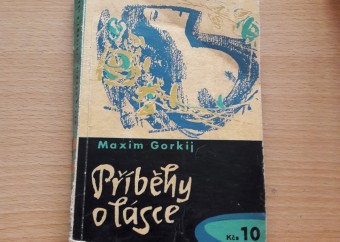 Maxim Gorkij
Příběhy
o lásce
Kčs 10